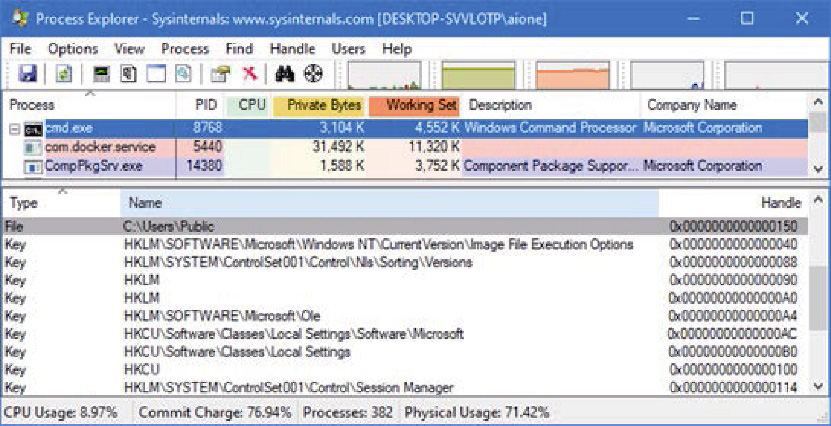 Process Explorer - Sysinternals: www.sysinternals.com [DESKTOP-SVVLOTP\aione]
File Options View Process Find Handle Users Help
Process PID CPU Private Bytes Working Set Description Company Name
cmd.exe 8768 3,104 K 4,552 K Windows Command Processor Microsoft Corporation
com.docker.service 5440 31,492 K 11,320 K
CompPkgSrv.exe 14380 1,588 K 3,752 K Component Package Suppor... Microsoft Corporation
Type Name Handle
File C:\Users\Public 0x0000000000000150
Key HKLM\SOFTWARE\Microsoft\Windows NT\CurrentVersion\Image File Execution Options 0x0000000000000040
Key HKLM\SYSTEM\ControlSet001\Control\Nls\Sorting\Versions 0x0000000000000088
Key HKLM 0x0000000000000090
Key HKLM 0x00000000000000A0
Key HKLM\SOFTWARE\Microsoft\Ole 0x00000000000000A4
Key HKCU\Software\Classes\Local Settings\Software\Microsoft 0x00000000000000AC
Key HKCU\Software\Classes\Local Settings 0x00000000000000B0
Key HKCU 0x0000000000000100
Key HKLM\SYSTEM\ControlSet001\Control\Session Manager 0x0000000000000114
CPU Usage: 8.97% Commit Charge: 76.94% Processes: 382 Physical Usage: 71.42%